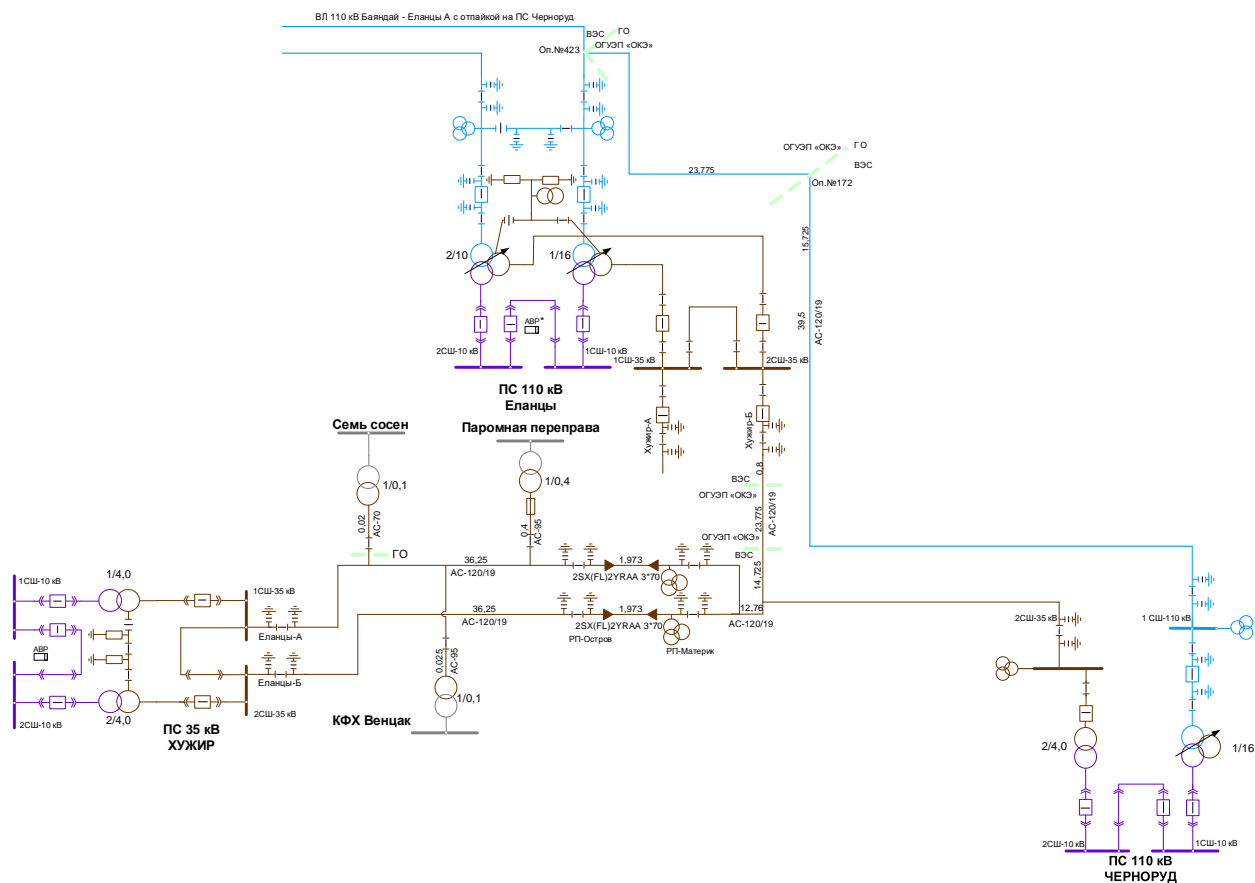 ВЛ 110 кВ Баяндай - Еланцы А с отпайкой на ПС Черноруд
ВЭС
ГО
Оп.№423
ОГУЭП «ОКЭ»
ОГУЭП «ОКЭ»
ГО
ВЭС
23,775
Оп.№172
15,725
39,5
АС-120/19
2/10
1/16
АВР*
2СШ-10 кВ
1СШ-10 кВ
1СШ-35 кВ
2СШ-35 кВ
ПС 110 кВ
Еланцы
Хужир-А
Хужир-Б
0,8
ВЭС
ОГУЭП «ОКЭ»
23,775
АС-120/19
ОГУЭП «ОКЭ»
ВЭС
14,725
Семь сосен
1/0,1
0,02
АС-70
ГО
Паромная переправа
1/0,4
0,4
АС-95
36,25
АС-120/19
1,973
2SX(FL)2YRAA 3*70
36,25
АС-120/19
1,973
2SX(FL)2YRAA 3*70
12,76
АС-120/19
РП-Остров
РП-Материк
1СШ-10 кВ
1/4,0
1СШ-35 кВ
Еланцы-А
АВР
Еланцы-Б
2СШ-10 кВ
2/4,0
2СШ-35 кВ
ПС 35 кВ
ХУЖИР
0,025
АС-95
1/0,1
КФХ Венцак
2СШ-35 кВ
1 СШ-110 кВ
2/4,0
1/16
2СШ-10 кВ
1СШ-10 кВ
ПС 110 кВ
ЧЕРНОРУД